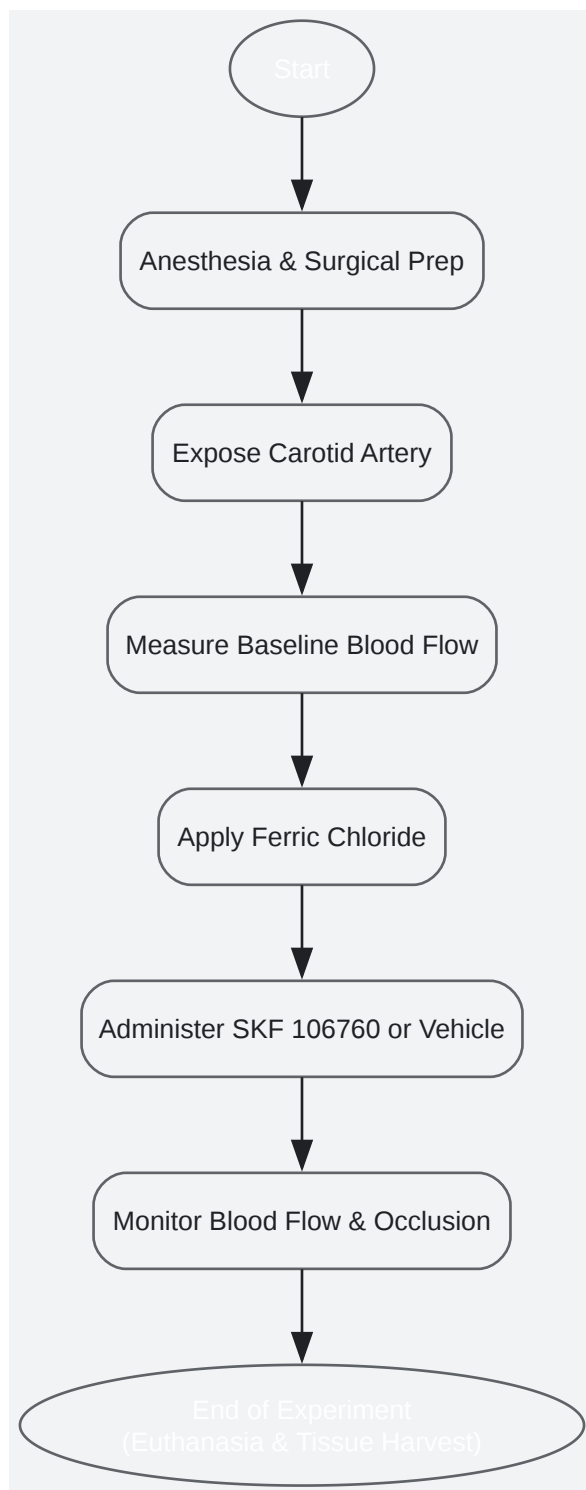 Start
Anesthesia & Surgical Prep
Expose Carotid Artery
Measure Baseline Blood Flow
Apply Ferric Chloride
Administer SKF 106760 or Vehicle
Monitor Blood Flow & Occlusion
End of Experiment
(Euthanasia & Tissue Harvest)